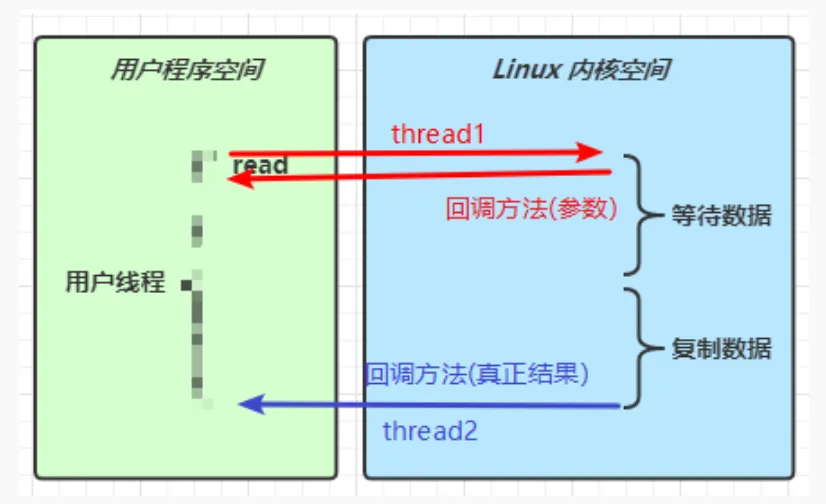 用户程序空间
Linux 内核空间
thread1
read
回调方法(参数)
等待数据
用户线程
复制数据
回调方法(真正结果)
thread2